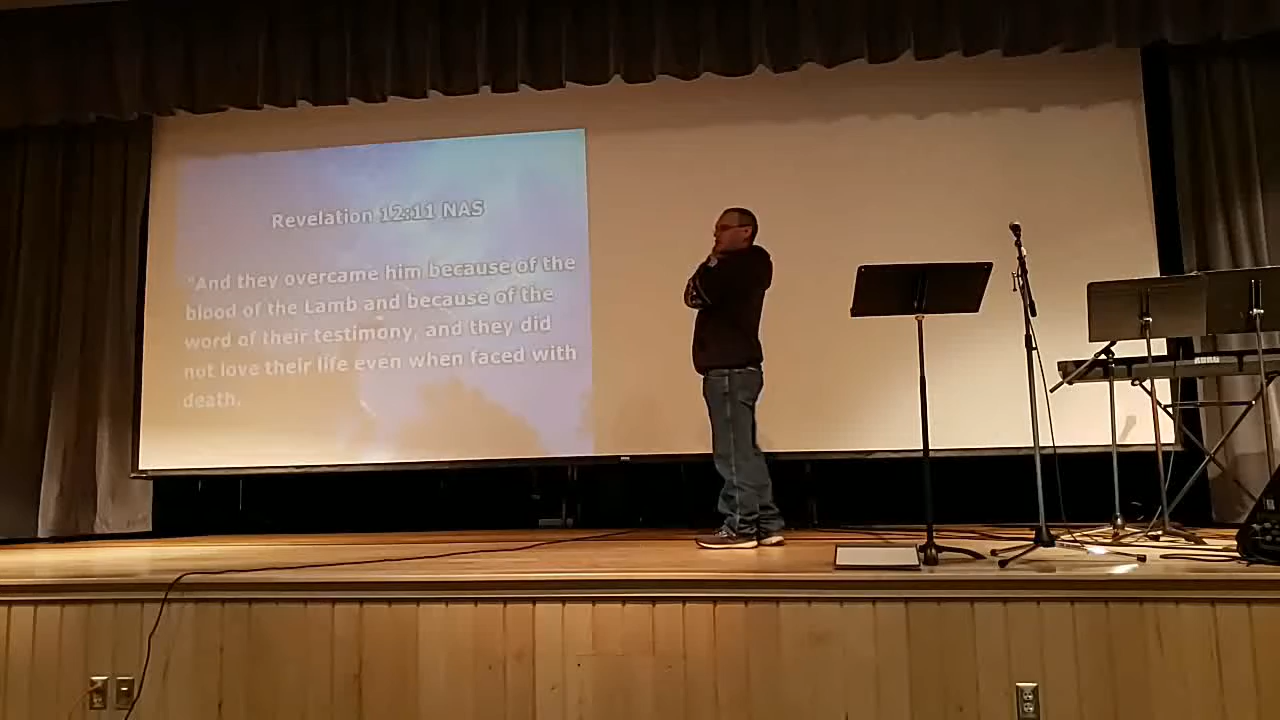 Revelation 12:11 NAS
"And they overcame him because of the
blood of the Lamb and because of the
word of their testimony, and they did
not love their life even when faced with
death.
KORG